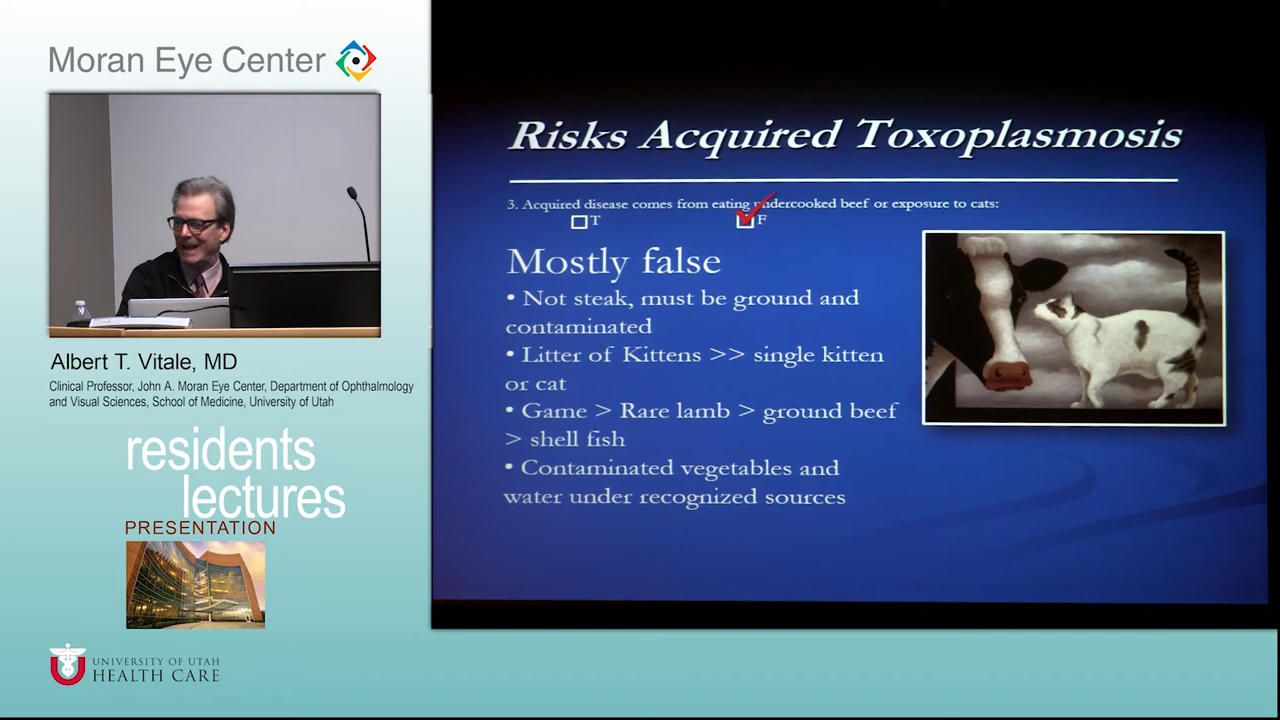 Moran Eye Center
Albert T. Vitale, MD
Clinical Professor, John A. Moran Eye Center, Department of Ophthalmology
and Visual Sciences, School of Medicine, University of Utah
residents
lectures
PRESENTATION
UNIVERSITY OF UTAH
HEALTH CARE
Risks Acquired Toxoplasmosis
3. Acquired disease comes from eating undercooked beef or exposure to cats:
T F
Mostly false
• Not steak, must be ground and
contaminated
• Litter of Kittens >> single kitten
or cat
• Game > Rare lamb > ground beef
> shell fish
• Contaminated vegetables and
water under recognized sources